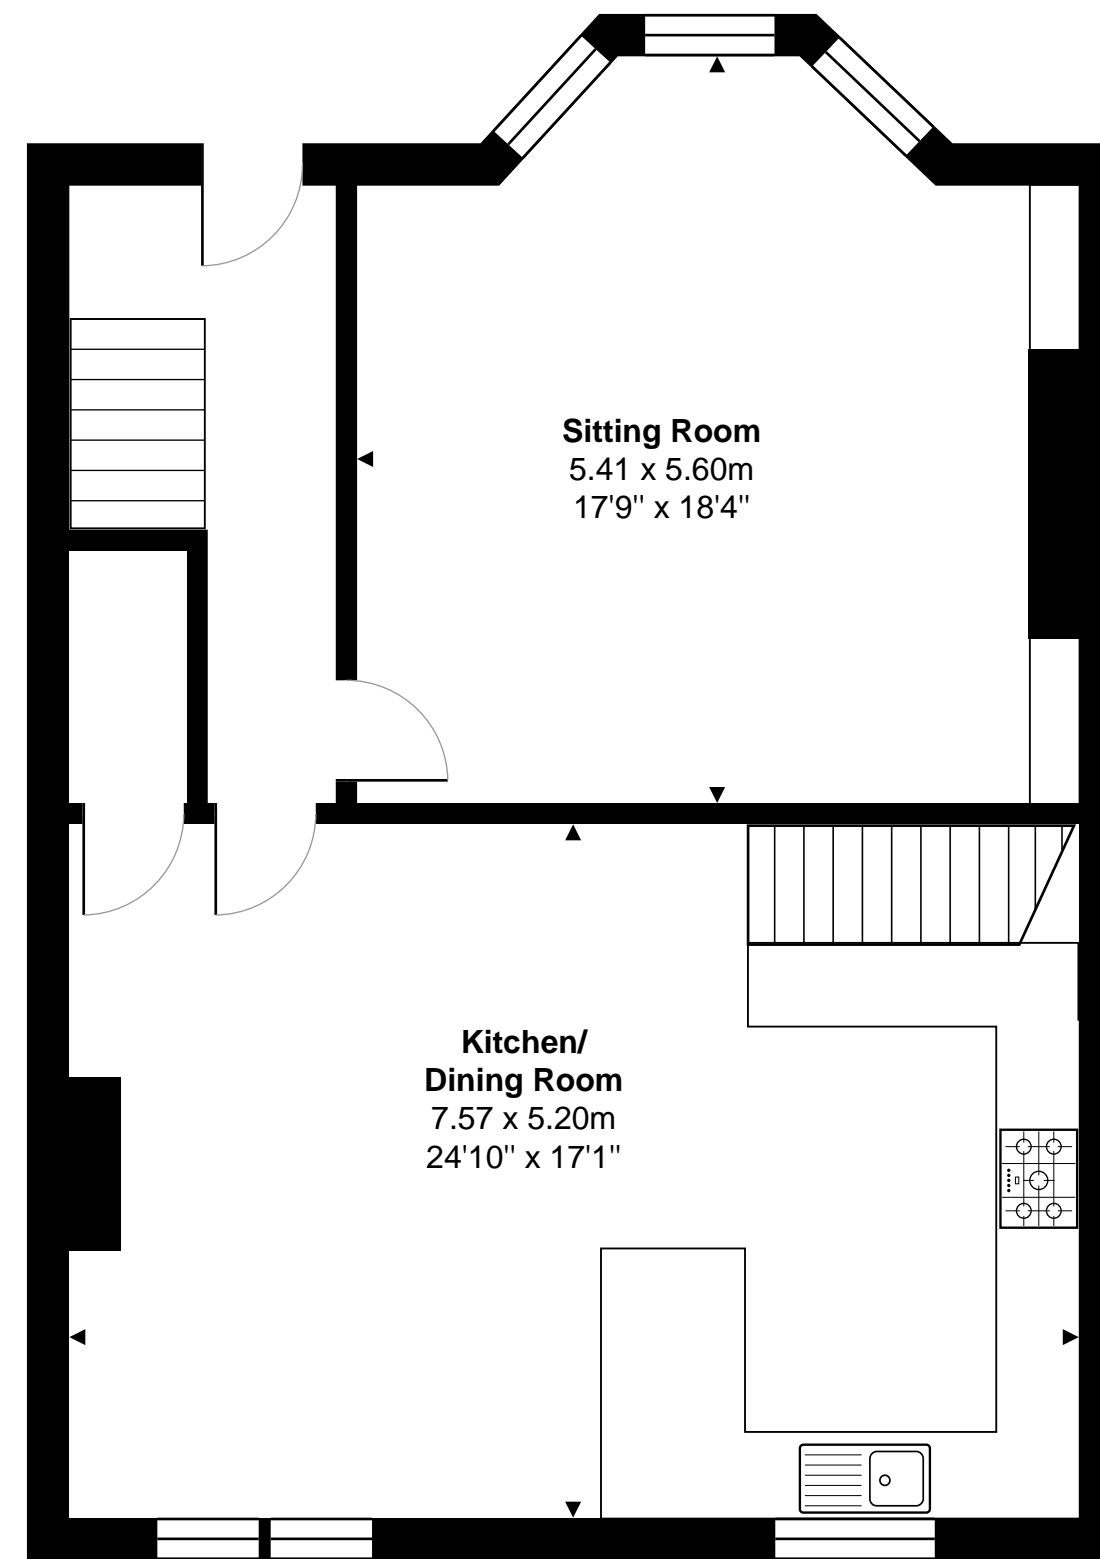 Sitting Room
5.41 x 5.60m
17'9" x 18'4"
Kitchen/
Dining Room
7.57 x 5.20m
24'10" x 17'1"